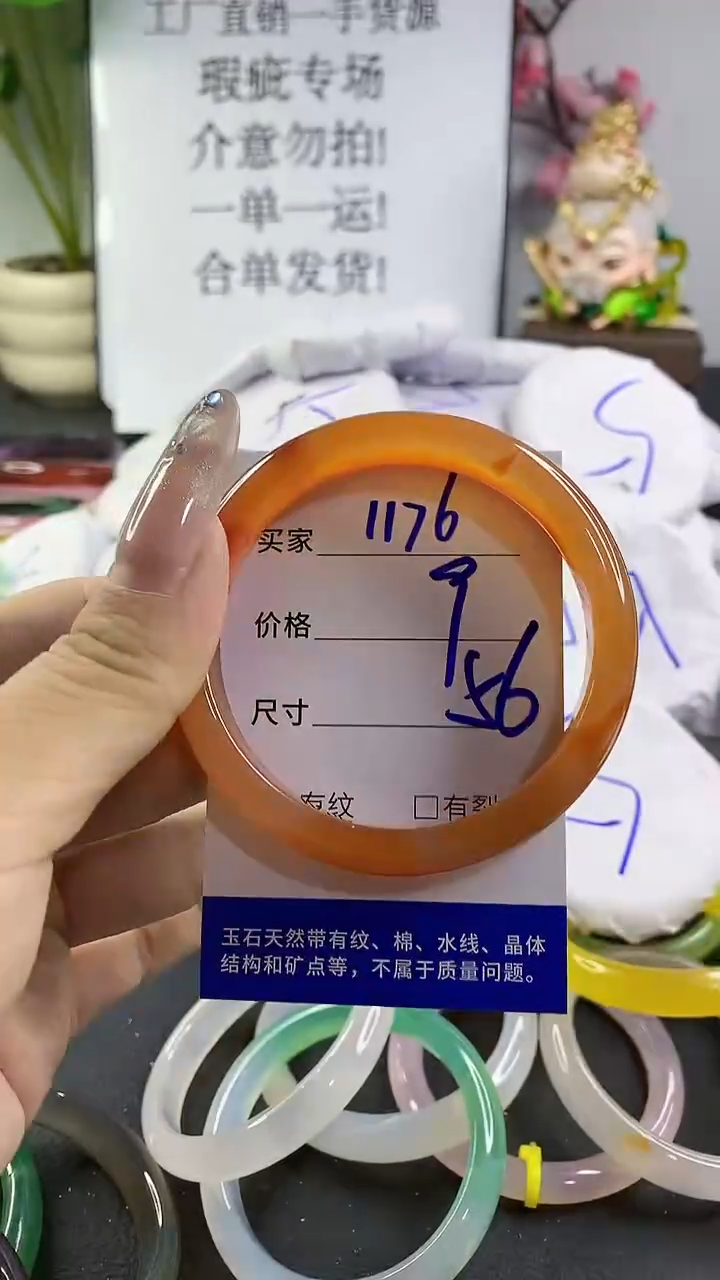 工厂直销一手货源
瑕疵专场
介意勿拍!
一单一运!
合单发货!
买家 1176
价格 9
尺寸 56
有纹 □有裂
玉石天然带有纹、棉、水线、晶体
结构和矿点等，不属于质量问题。